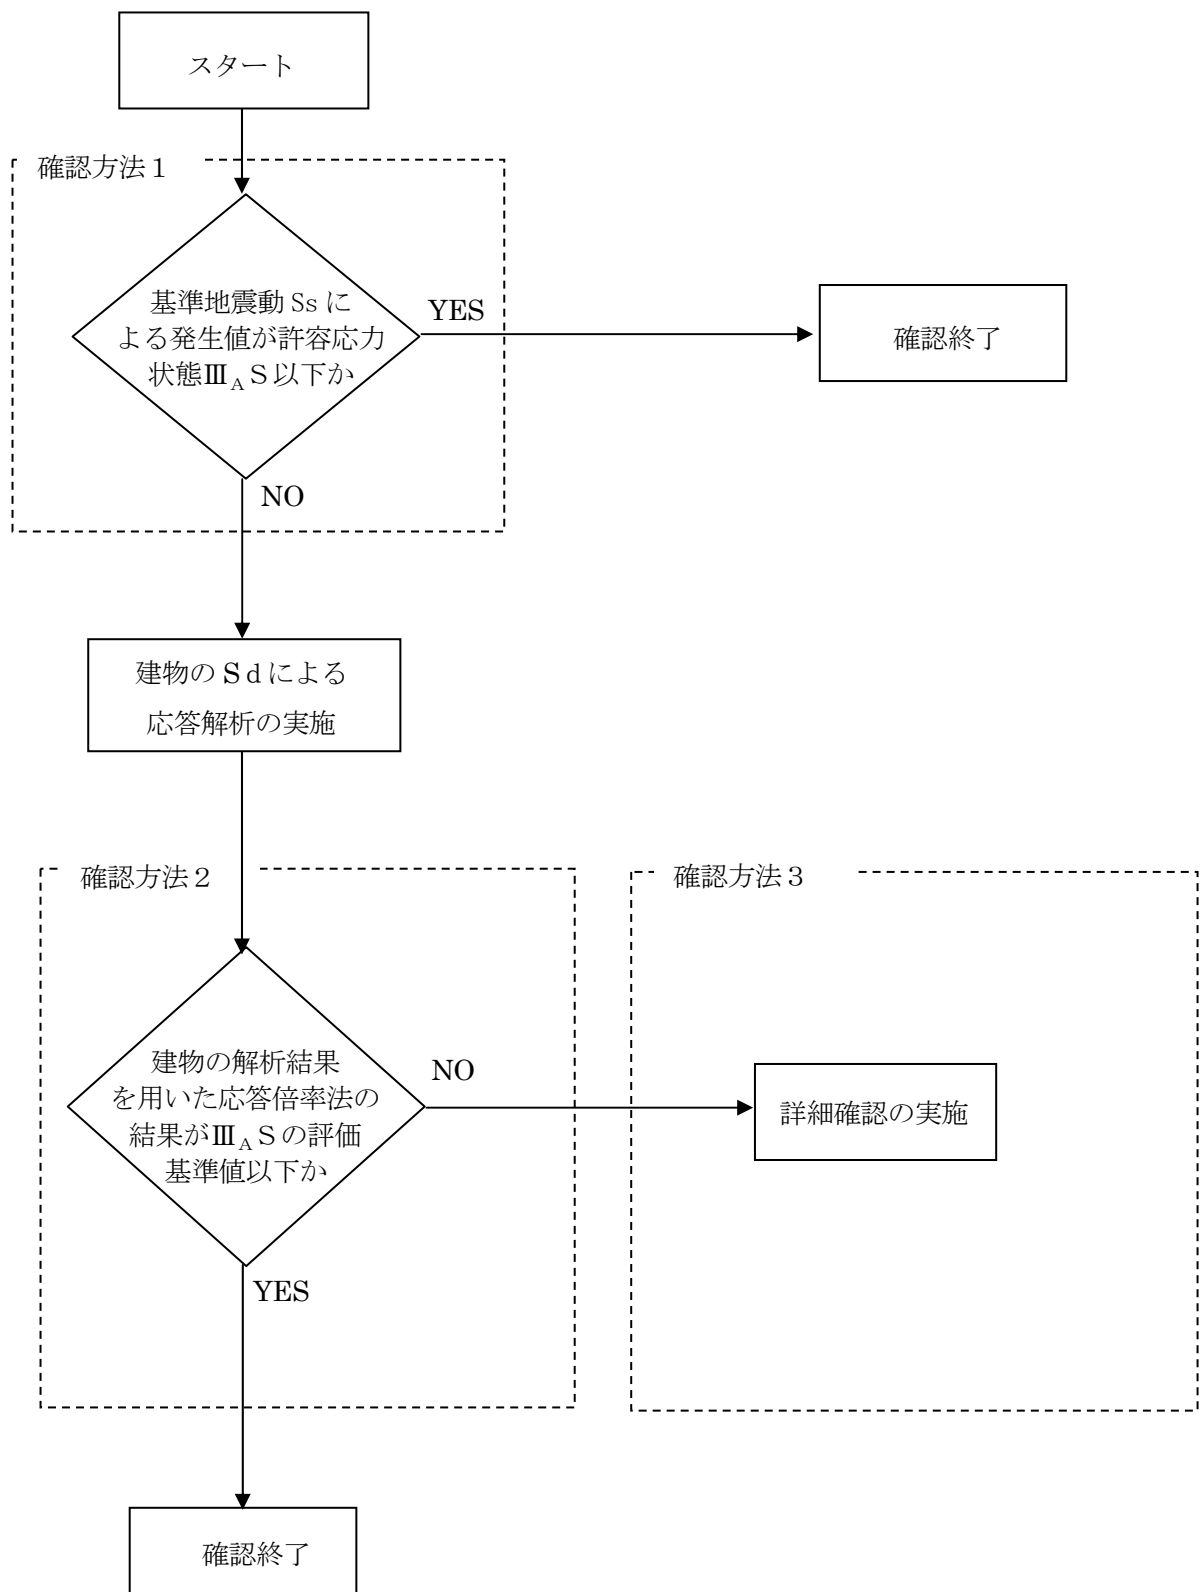 スタート
確認方法１
基準地震動 Ss に
よる発生値が許容応力
状態Ⅲ_AＳ以下か
YES
確認終了
NO
建物の Sｄによる
応答解析の実施
確認方法２
確認方法３
建物の解析結果
を用いた応答倍率法の
結果がⅢ_AＳの評価
基準値以下か
NO
詳細確認の実施
YES
確認終了